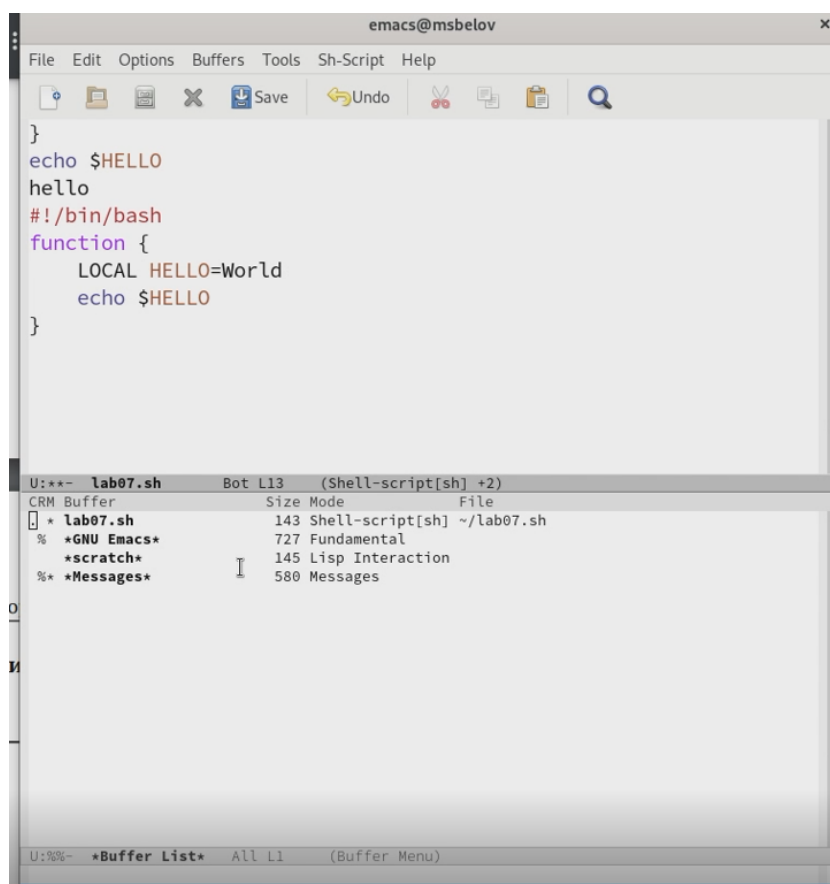 emacs@msbelov ×
File Edit Options Buffers Tools Sh-Script Help
Save Undo
}
echo $HELLO
hello
#!/bin/bash
function {
    LOCAL HELLO=World
    echo $HELLO
}
U:**- lab07.sh Bot L13 (Shell-script[sh] +2)
CRM Buffer Size Mode File
. * lab07.sh 143 Shell-script[sh] ~/lab07.sh
% *GNU Emacs* 727 Fundamental
*scratch* 145 Lisp Interaction
%* *Messages* 580 Messages
о
и
U:%%- *Buffer List* All L1 (Buffer Menu)